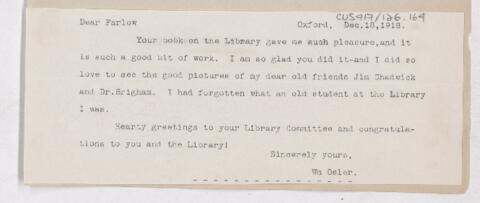 CUS417/126.164
Dear Farlow
Oxford, Dec.18,1918.
Your book on the Library gave me much pleasure,and it
is such a good bit of work. I am so glad you did it-and I did so
love to see the good pictures of my dear old friends Jim Chadwick
and Dr.Brigham. I had forgotten what an old student at the Library
I was.
Hearty greetings to your Library Committee and congratula-
tions to you and the Library!
Sincerely yours,
Wm Osler.
- - - - - - - - - - - - - - -